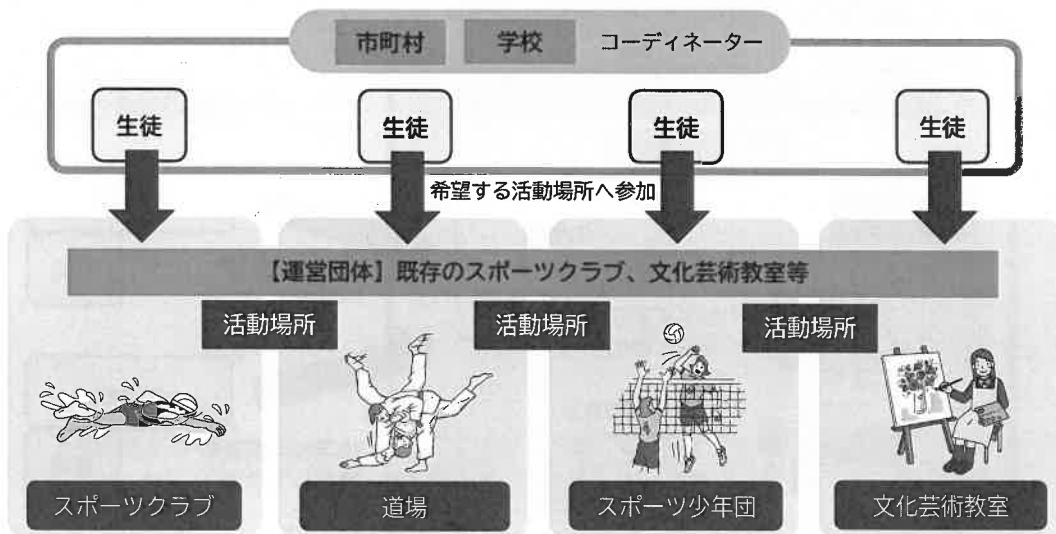 市町村 学校 コーディネーター
生徒 生徒 生徒 生徒
希望する活動場所へ参加
【運営団体】既存のスポーツクラブ、文化芸術教室等
活動場所 活動場所 活動場所
スポーツクラブ 道場 スポーツ少年団 文化芸術教室